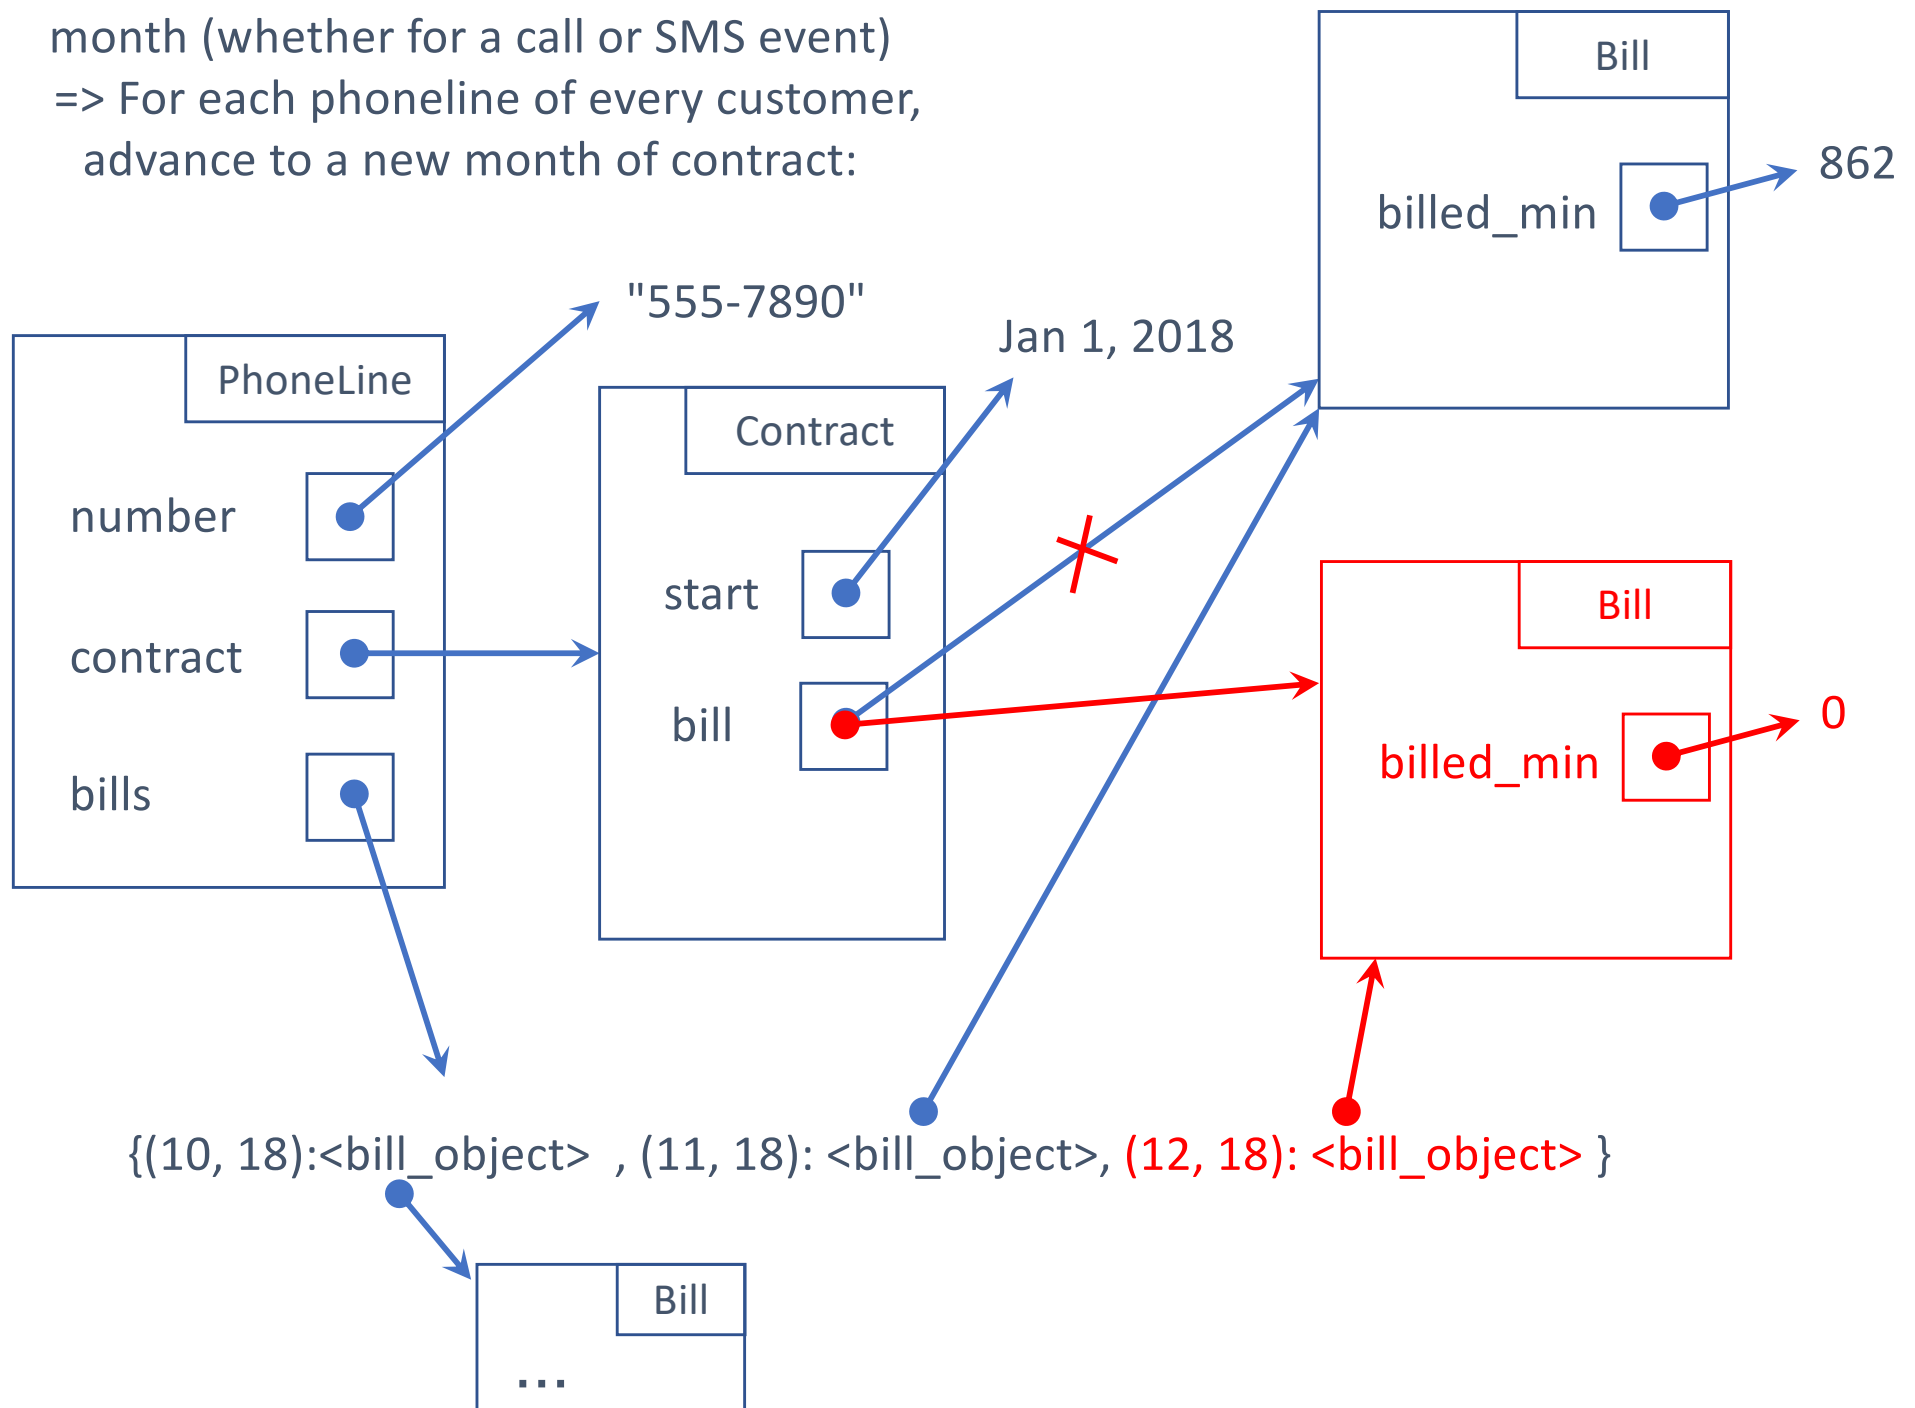 month (whether for a call or SMS event)
=> For each phoneline of every customer,
advance to a new month of contract:
Bill
billed_min
862
"555-7890"
Jan 1, 2018
PhoneLine
number
contract
bills
Contract
start
bill
Bill
billed_min
0
{(10, 18):<bill_object> , (11, 18): <bill_object>, (12, 18): <bill_object> }
Bill
...